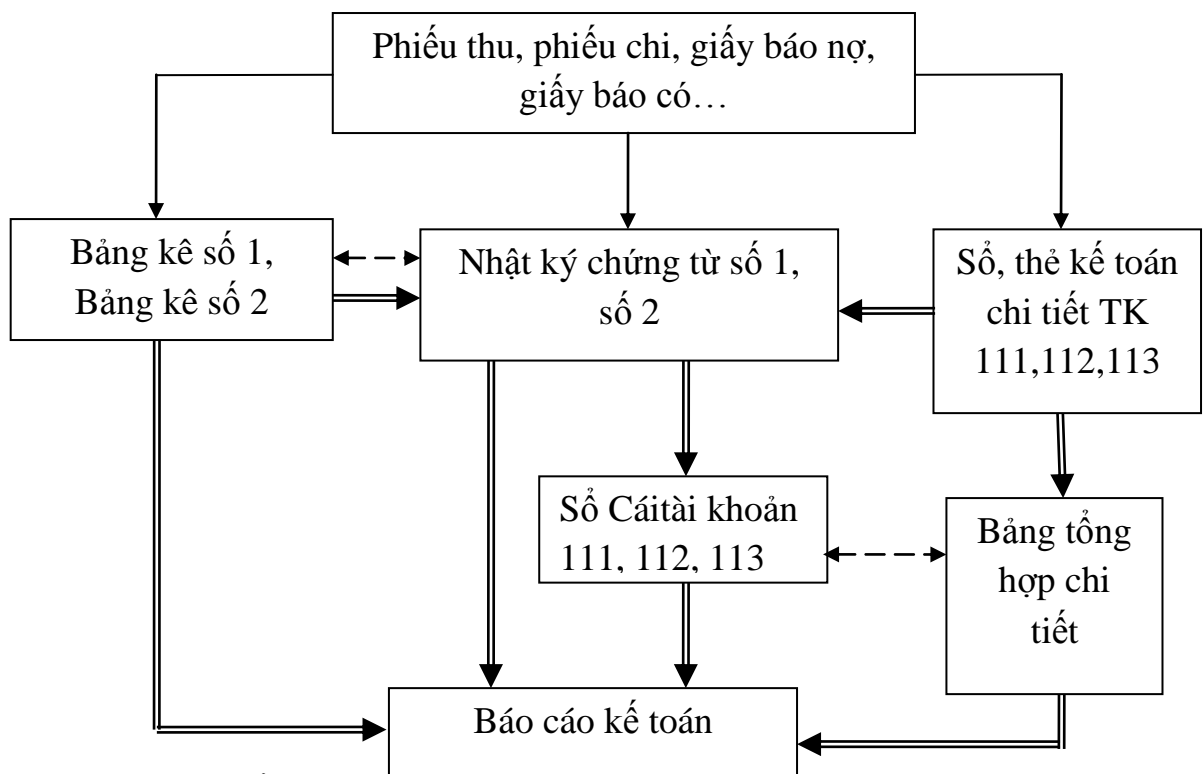 Phiếu thu, phiếu chi, giấy báo nợ,
giấy báo có…
Bảng kê số 1,
Bảng kê số 2
Nhật ký chứng từ số 1,
số 2
Sổ, thẻ kế toán
chi tiết TK
111,112,113
Sổ Cáitài khoản
111, 112, 113
Bảng tổng
hợp chi
tiết
Báo cáo kế toán